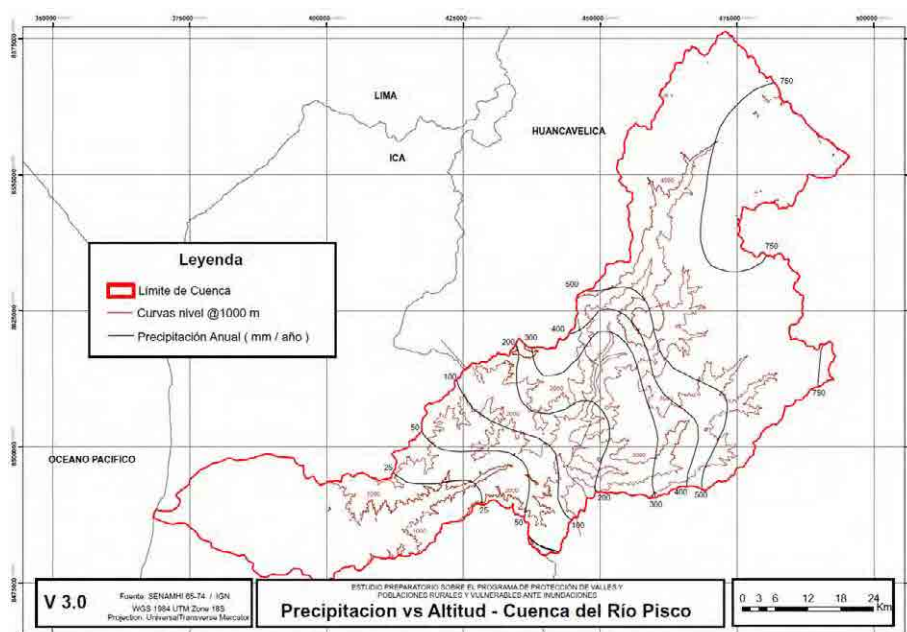 350000 375000 400000 425000 450000 475000 500000
LIMA
HUANCAVELICA
ICA
750
4000
750
500
400
200
300
100
750
50
25
25
50
100
200
300
400
500
OCEANO PACIFICO
Leyenda
Límite de Cuenca
Curvas nivel @1000 m
Precipitación Anual ( mm / año )
V 3.0
Fuente: SENAMHI 65-74 / IGN
WGS 1984 UTM Zone 18S
Projection: UniversalTransverse Mercator
ESTUDIO PREPARATORIO SOBRE EL PROGRAMA DE PROTECCIÓN DE VALLES Y
POBLACIONES RURALES Y VULNERABLES ANTE INUNDACIONES
Precipitacion vs Altitud - Cuenca del Río Pisco
0 3 6 12 18 24
Km